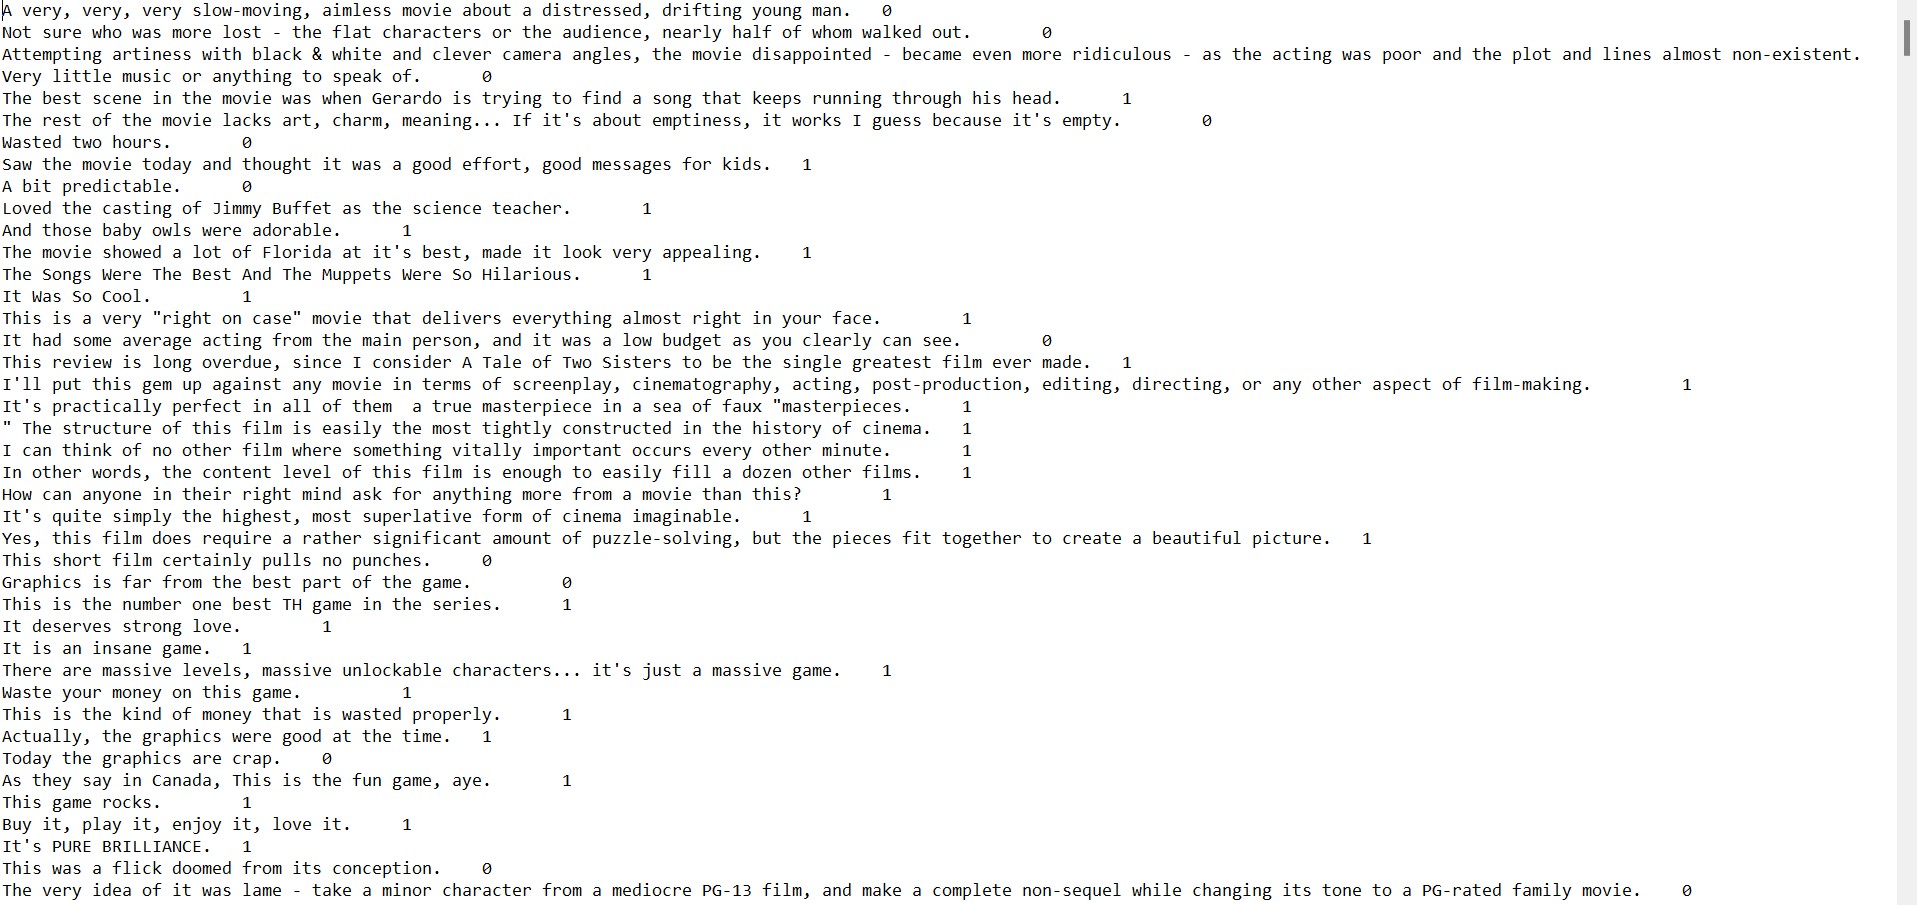 A very, very, very slow-moving, aimless movie about a distressed, drifting young man. 0
Not sure who was more lost - the flat characters or the audience, nearly half of whom walked out. 0
Attempting artiness with black & white and clever camera angles, the movie disappointed - became even more ridiculous - as the acting was poor and the plot and lines almost non-existent.
Very little music or anything to speak of. 0
The best scene in the movie was when Gerardo is trying to find a song that keeps running through his head. 1
The rest of the movie lacks art, charm, meaning... If it's about emptiness, it works I guess because it's empty. 0
Wasted two hours. 0
Saw the movie today and thought it was a good effort, good messages for kids. 1
A bit predictable. 0
Loved the casting of Jimmy Buffet as the science teacher. 1
And those baby owls were adorable. 1
The movie showed a lot of Florida at it's best, made it look very appealing. 1
The Songs Were The Best And The Muppets Were So Hilarious. 1
It Was So Cool. 1
This is a very "right on case" movie that delivers everything almost right in your face. 1
It had some average acting from the main person, and it was a low budget as you clearly can see. 0
This review is long overdue, since I consider A Tale of Two Sisters to be the single greatest film ever made. 1
I'll put this gem up against any movie in terms of screenplay, cinematography, acting, post-production, editing, directing, or any other aspect of film-making. 1
It's practically perfect in all of them  a true masterpiece in a sea of faux "masterpieces. 1
" The structure of this film is easily the most tightly constructed in the history of cinema. 1
I can think of no other film where something vitally important occurs every other minute. 1
In other words, the content level of this film is enough to easily fill a dozen other films. 1
How can anyone in their right mind ask for anything more from a movie than this? 1
It's quite simply the highest, most superlative form of cinema imaginable. 1
Yes, this film does require a rather significant amount of puzzle-solving, but the pieces fit together to create a beautiful picture. 1
This short film certainly pulls no punches. 0
Graphics is far from the best part of the game. 0
This is the number one best TH game in the series. 1
It deserves strong love. 1
It is an insane game. 1
There are massive levels, massive unlockable characters... it's just a massive game. 1
Waste your money on this game. 1
This is the kind of money that is wasted properly. 1
Actually, the graphics were good at the time. 1
Today the graphics are crap. 0
As they say in Canada, This is the fun game, aye. 1
This game rocks. 1
Buy it, play it, enjoy it, love it. 1
It's PURE BRILLIANCE. 1
This was a flick doomed from its conception. 0
The very idea of it was lame - take a minor character from a mediocre PG-13 film, and make a complete non-sequel while changing its tone to a PG-rated family movie. 0